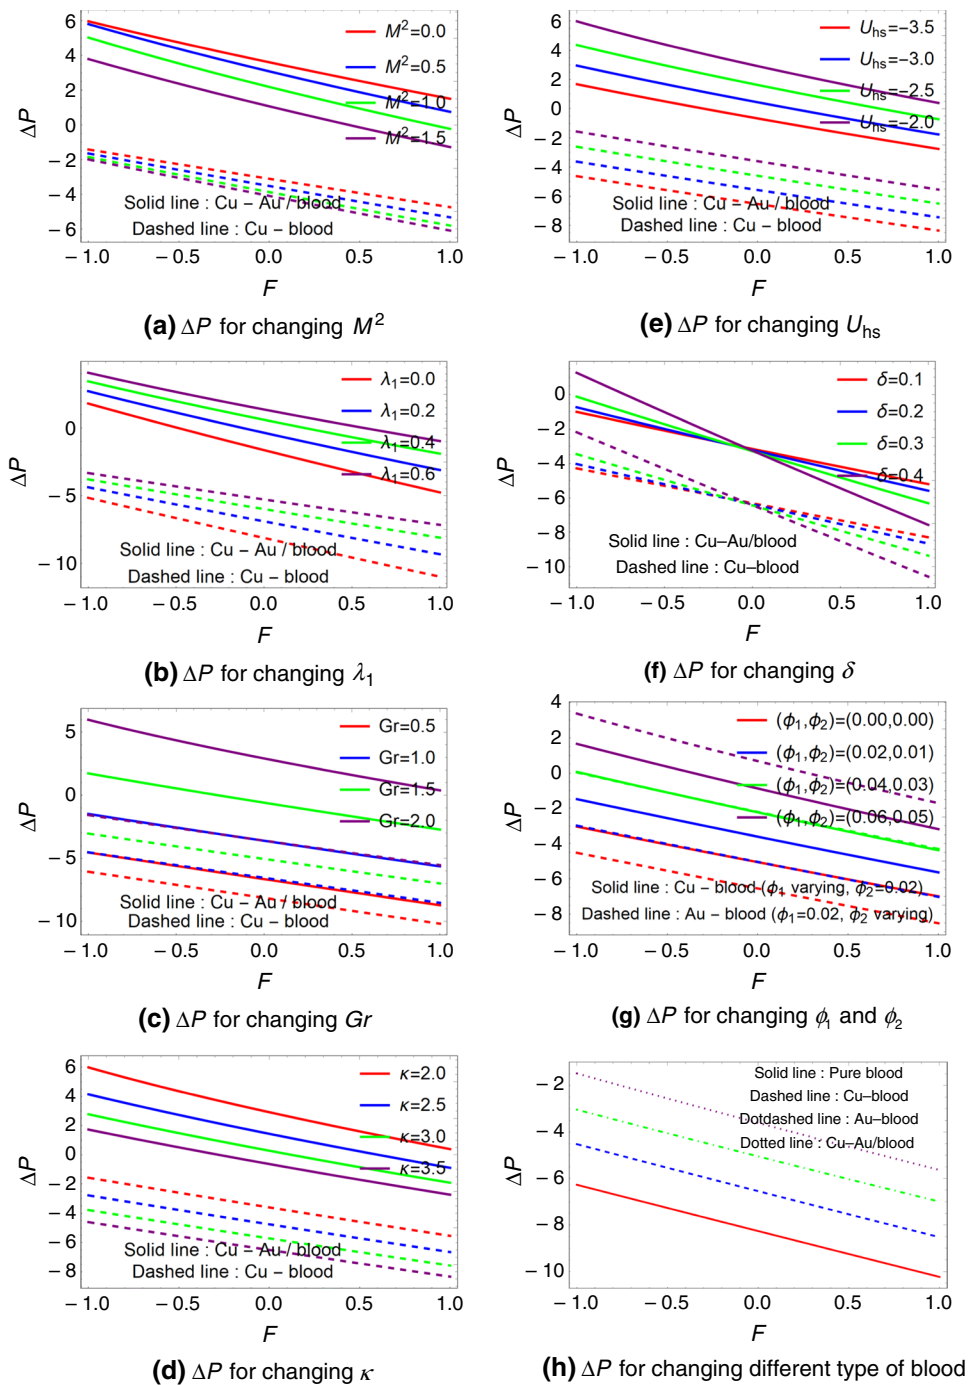 6
4
2
0
−2
−4
−6
ΔP
M²=0.0
M²=0.5
M²=1.0
M²=1.5
Solid line : Cu − Au / blood
Dashed line : Cu − blood
−1.0 −0.5 0.0 0.5 1.0
F
(a) ΔP for changing M²
6
4
2
0
−2
−4
−6
−8
ΔP
U_hs=−3.5
U_hs=−3.0
U_hs=−2.5
U_hs=−2.0
Solid line : Cu − Au / blood
Dashed line : Cu − blood
−1.0 −0.5 0.0 0.5 1.0
F
(e) ΔP for changing U_hs
0
−5
−10
ΔP
λ₁=0.0
λ₁=0.2
λ₁=0.4
λ₁=0.6
Solid line : Cu − Au / blood
Dashed line : Cu − blood
−1.0 −0.5 0.0 0.5 1.0
F
(b) ΔP for changing λ₁
0
−2
−4
−6
−8
−10
ΔP
δ=0.1
δ=0.2
δ=0.3
δ=0.4
Solid line : Cu−Au/blood
Dashed line : Cu−blood
−1.0 −0.5 0.0 0.5 1.0
F
(f) ΔP for changing δ
5
0
−5
−10
ΔP
Gr=0.5
Gr=1.0
Gr=1.5
Gr=2.0
Solid line : Cu − Au / blood
Dashed line : Cu − blood
−1.0 −0.5 0.0 0.5 1.0
F
(c) ΔP for changing Gr
4
2
0
−2
−4
−6
−8
ΔP
(ϕ₁,ϕ₂)=(0.00,0.00)
(ϕ₁,ϕ₂)=(0.02,0.01)
(ϕ₁,ϕ₂)=(0.04,0.03)
(ϕ₁,ϕ₂)=(0.06,0.05)
Solid line : Cu − blood (ϕ₁ varying, ϕ₂=0.02)
Dashed line : Au − blood (ϕ₁=0.02, ϕ₂ varying)
−1.0 −0.5 0.0 0.5 1.0
F
(g) ΔP for changing ϕ₁ and ϕ₂
6
4
2
0
−2
−4
−6
−8
ΔP
κ=2.0
κ=2.5
κ=3.0
κ=3.5
Solid line : Cu − Au / blood
Dashed line : Cu − blood
−1.0 −0.5 0.0 0.5 1.0
F
(d) ΔP for changing κ
−2
−4
−6
−8
−10
ΔP
Solid line : Pure blood
Dashed line : Cu−blood
Dotdashed line : Au−blood
Dotted line : Cu−Au/blood
−1.0 −0.5 0.0 0.5 1.0
F
(h) ΔP for changing different type of blood